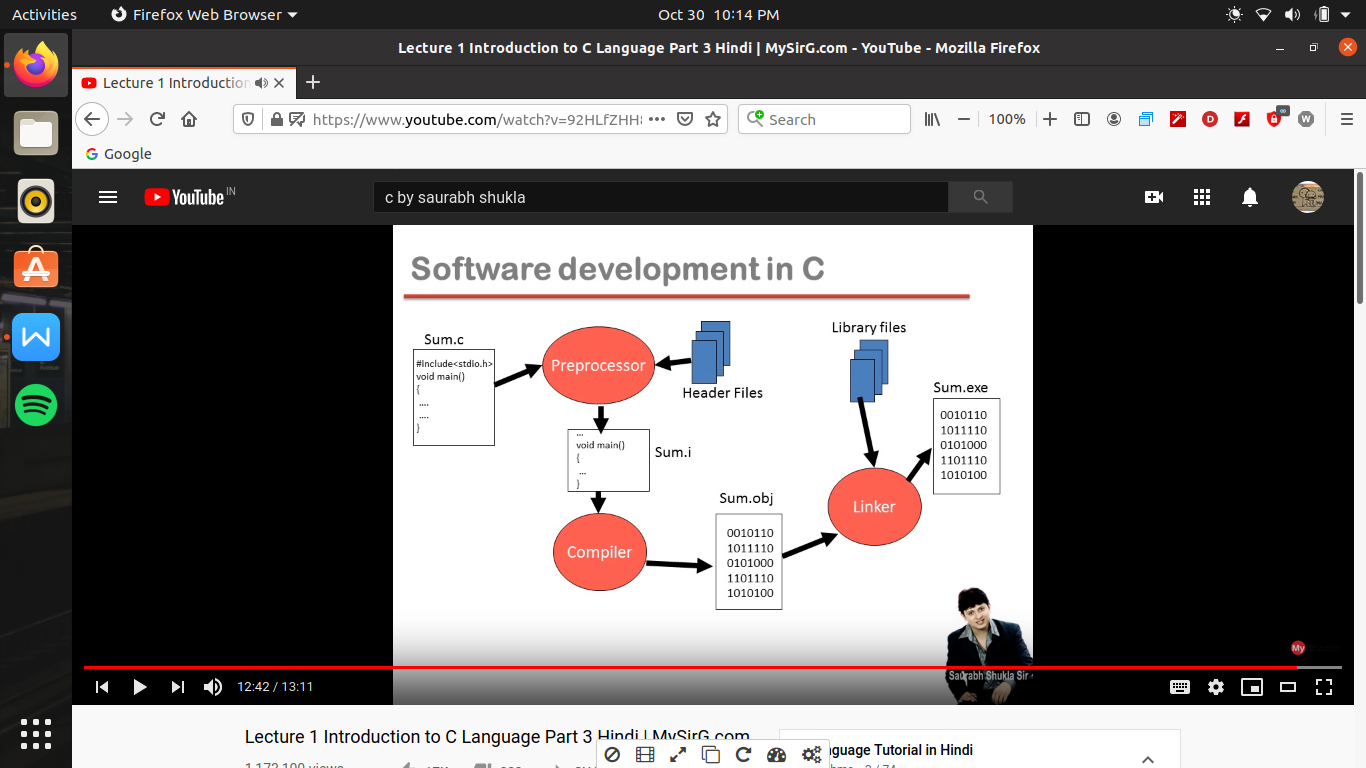 Activities
Firefox Web Browser
Oct 30 10:14 PM
Lecture 1 Introduction to C Language Part 3 Hindi | MySirG.com - YouTube - Mozilla Firefox
Lecture 1 Introduction
https://www.youtube.com/watch?v=92HLfZHH
Search
100%
Google
YouTube IN
c by saurabh shukla
Software development in C
Sum.c
#Include<stdio.h>
void main()
{
....
....
}
Preprocessor
Header Files
Library files
Sum.exe
0010110
1011110
0101000
1101110
1010100
...
void main()
{
...
}
Sum.i
Sum.obj
0010110
1011110
0101000
1101110
1010100
Linker
Compiler
My
Saurabh Shukla Sir
12:42 / 13:11
Lecture 1 Introduction to C Language Part 3 Hindi | MySirG.com
nguage Tutorial in Hindi